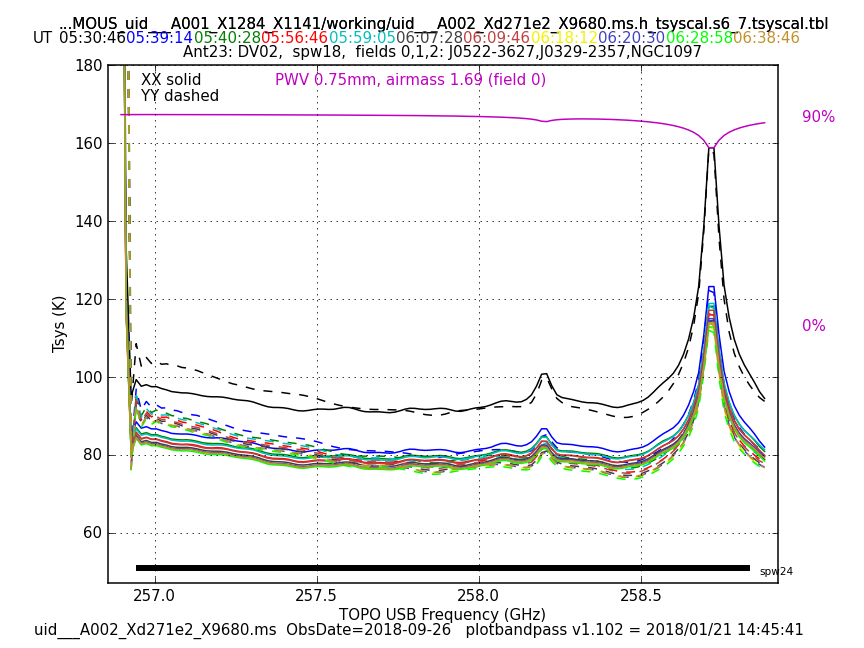 ...MOUS_uid___A001_X1284_X1141/working/uid___A002_Xd271e2_X9680.ms.h_tsyscal.s6_7.tsyscal.tbl
UT 05:30:46 05:39:14 05:40:28 05:56:46 05:59:05 06:07:28 06:09:46 06:18:12 06:20:30 06:28:58 06:38:46
Ant23: DV02, spw18, fields 0,1,2: J0522-3627,J0329-2357,NGC1097
XX solid
YY dashed
PWV 0.75mm, airmass 1.69 (field 0)
180
160
140
120
100
80
60
Tsys (K)
90%
0%
spw24
257.0 257.5 258.0 258.5
TOPO USB Frequency (GHz)
uid___A002_Xd271e2_X9680.ms ObsDate=2018-09-26 plotbandpass v1.102 = 2018/01/21 14:45:41